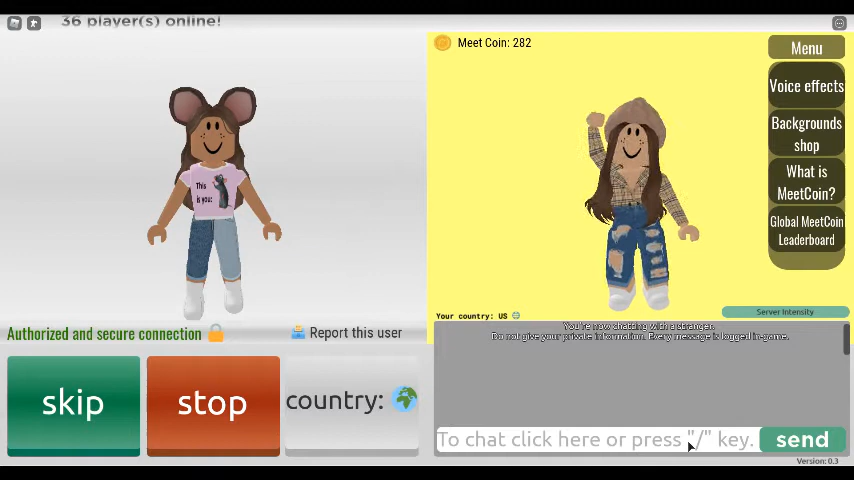 36 player(s) online!
Meet Coin: 282
Menu
Voice effects
Backgrounds
shop
What is
MeetCoin?
Global MeetCoin
Leaderboard
This
is you:
Your country: US
Server Intensity
Authorized and secure connection
Report this user
You're now chatting with a stranger.
Do not give your private information. Every message is logged in-game.
skip
stop
country:
To chat click here or press "/" key.
send
Version: 0.3